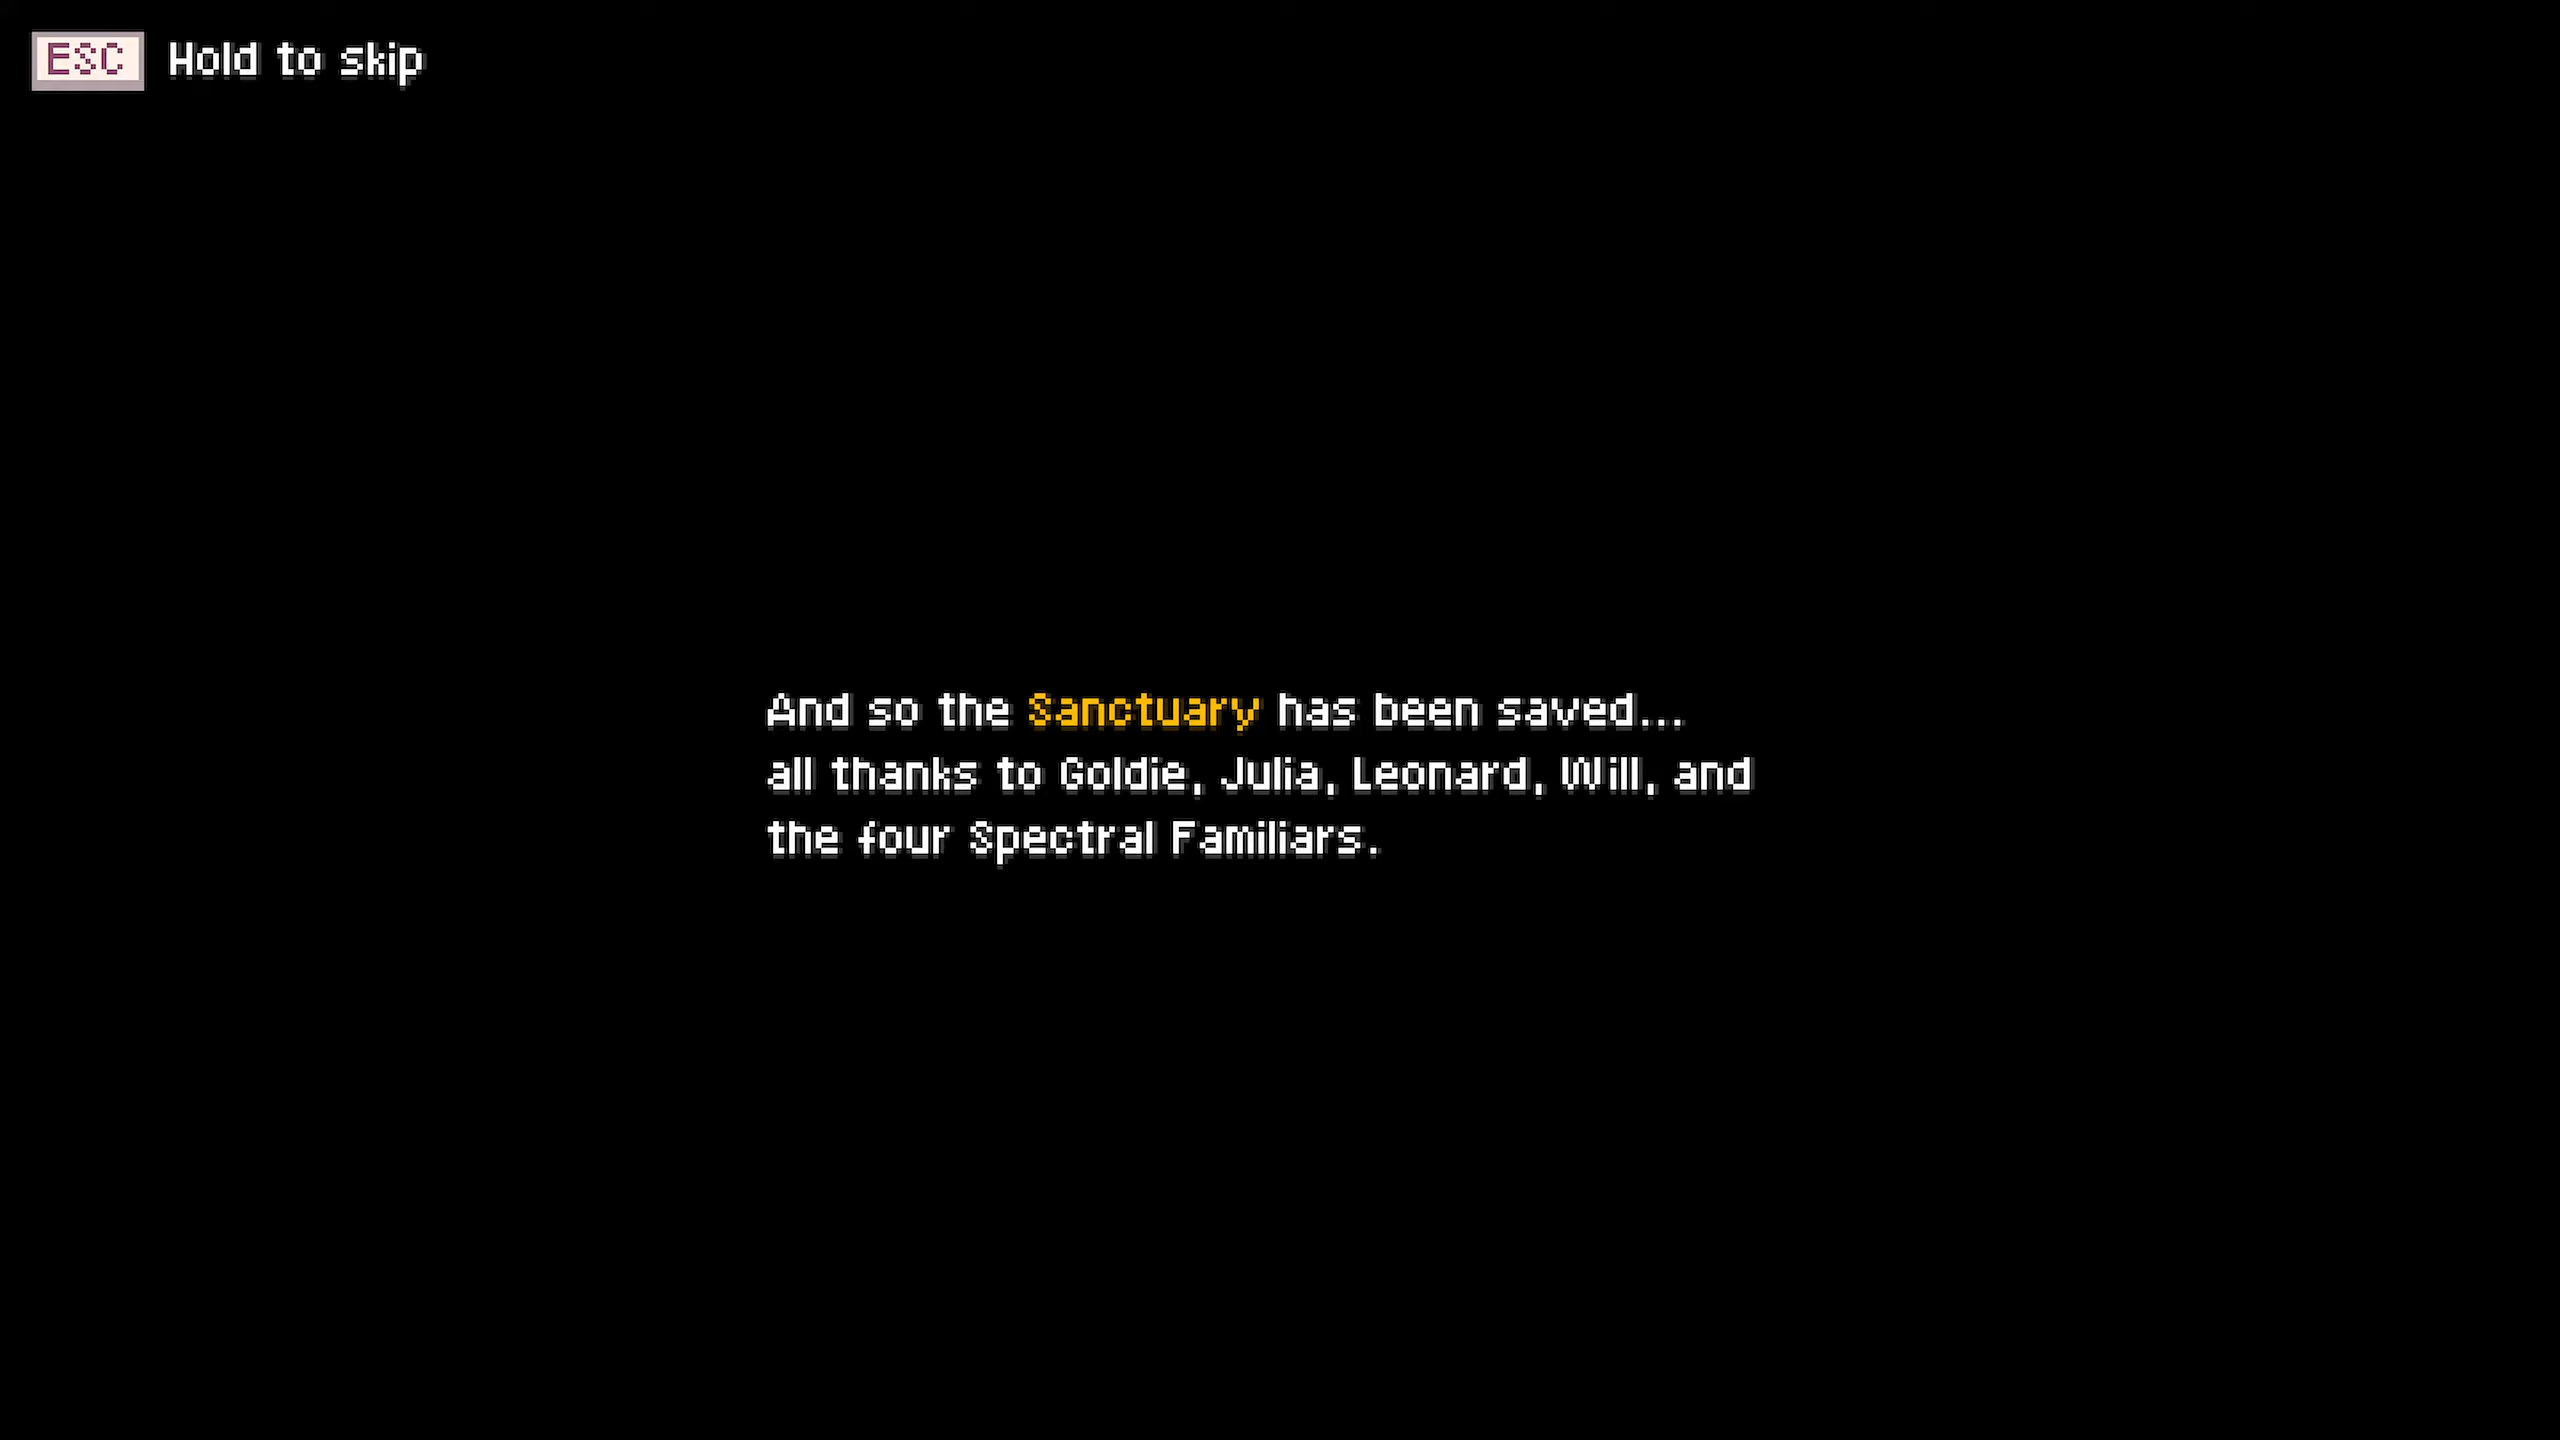 ESC Hold to skip
And so the Sanctuary has been saved...
all thanks to Goldie, Julia, Leonard, Will, and
the four Spectral Familiars.